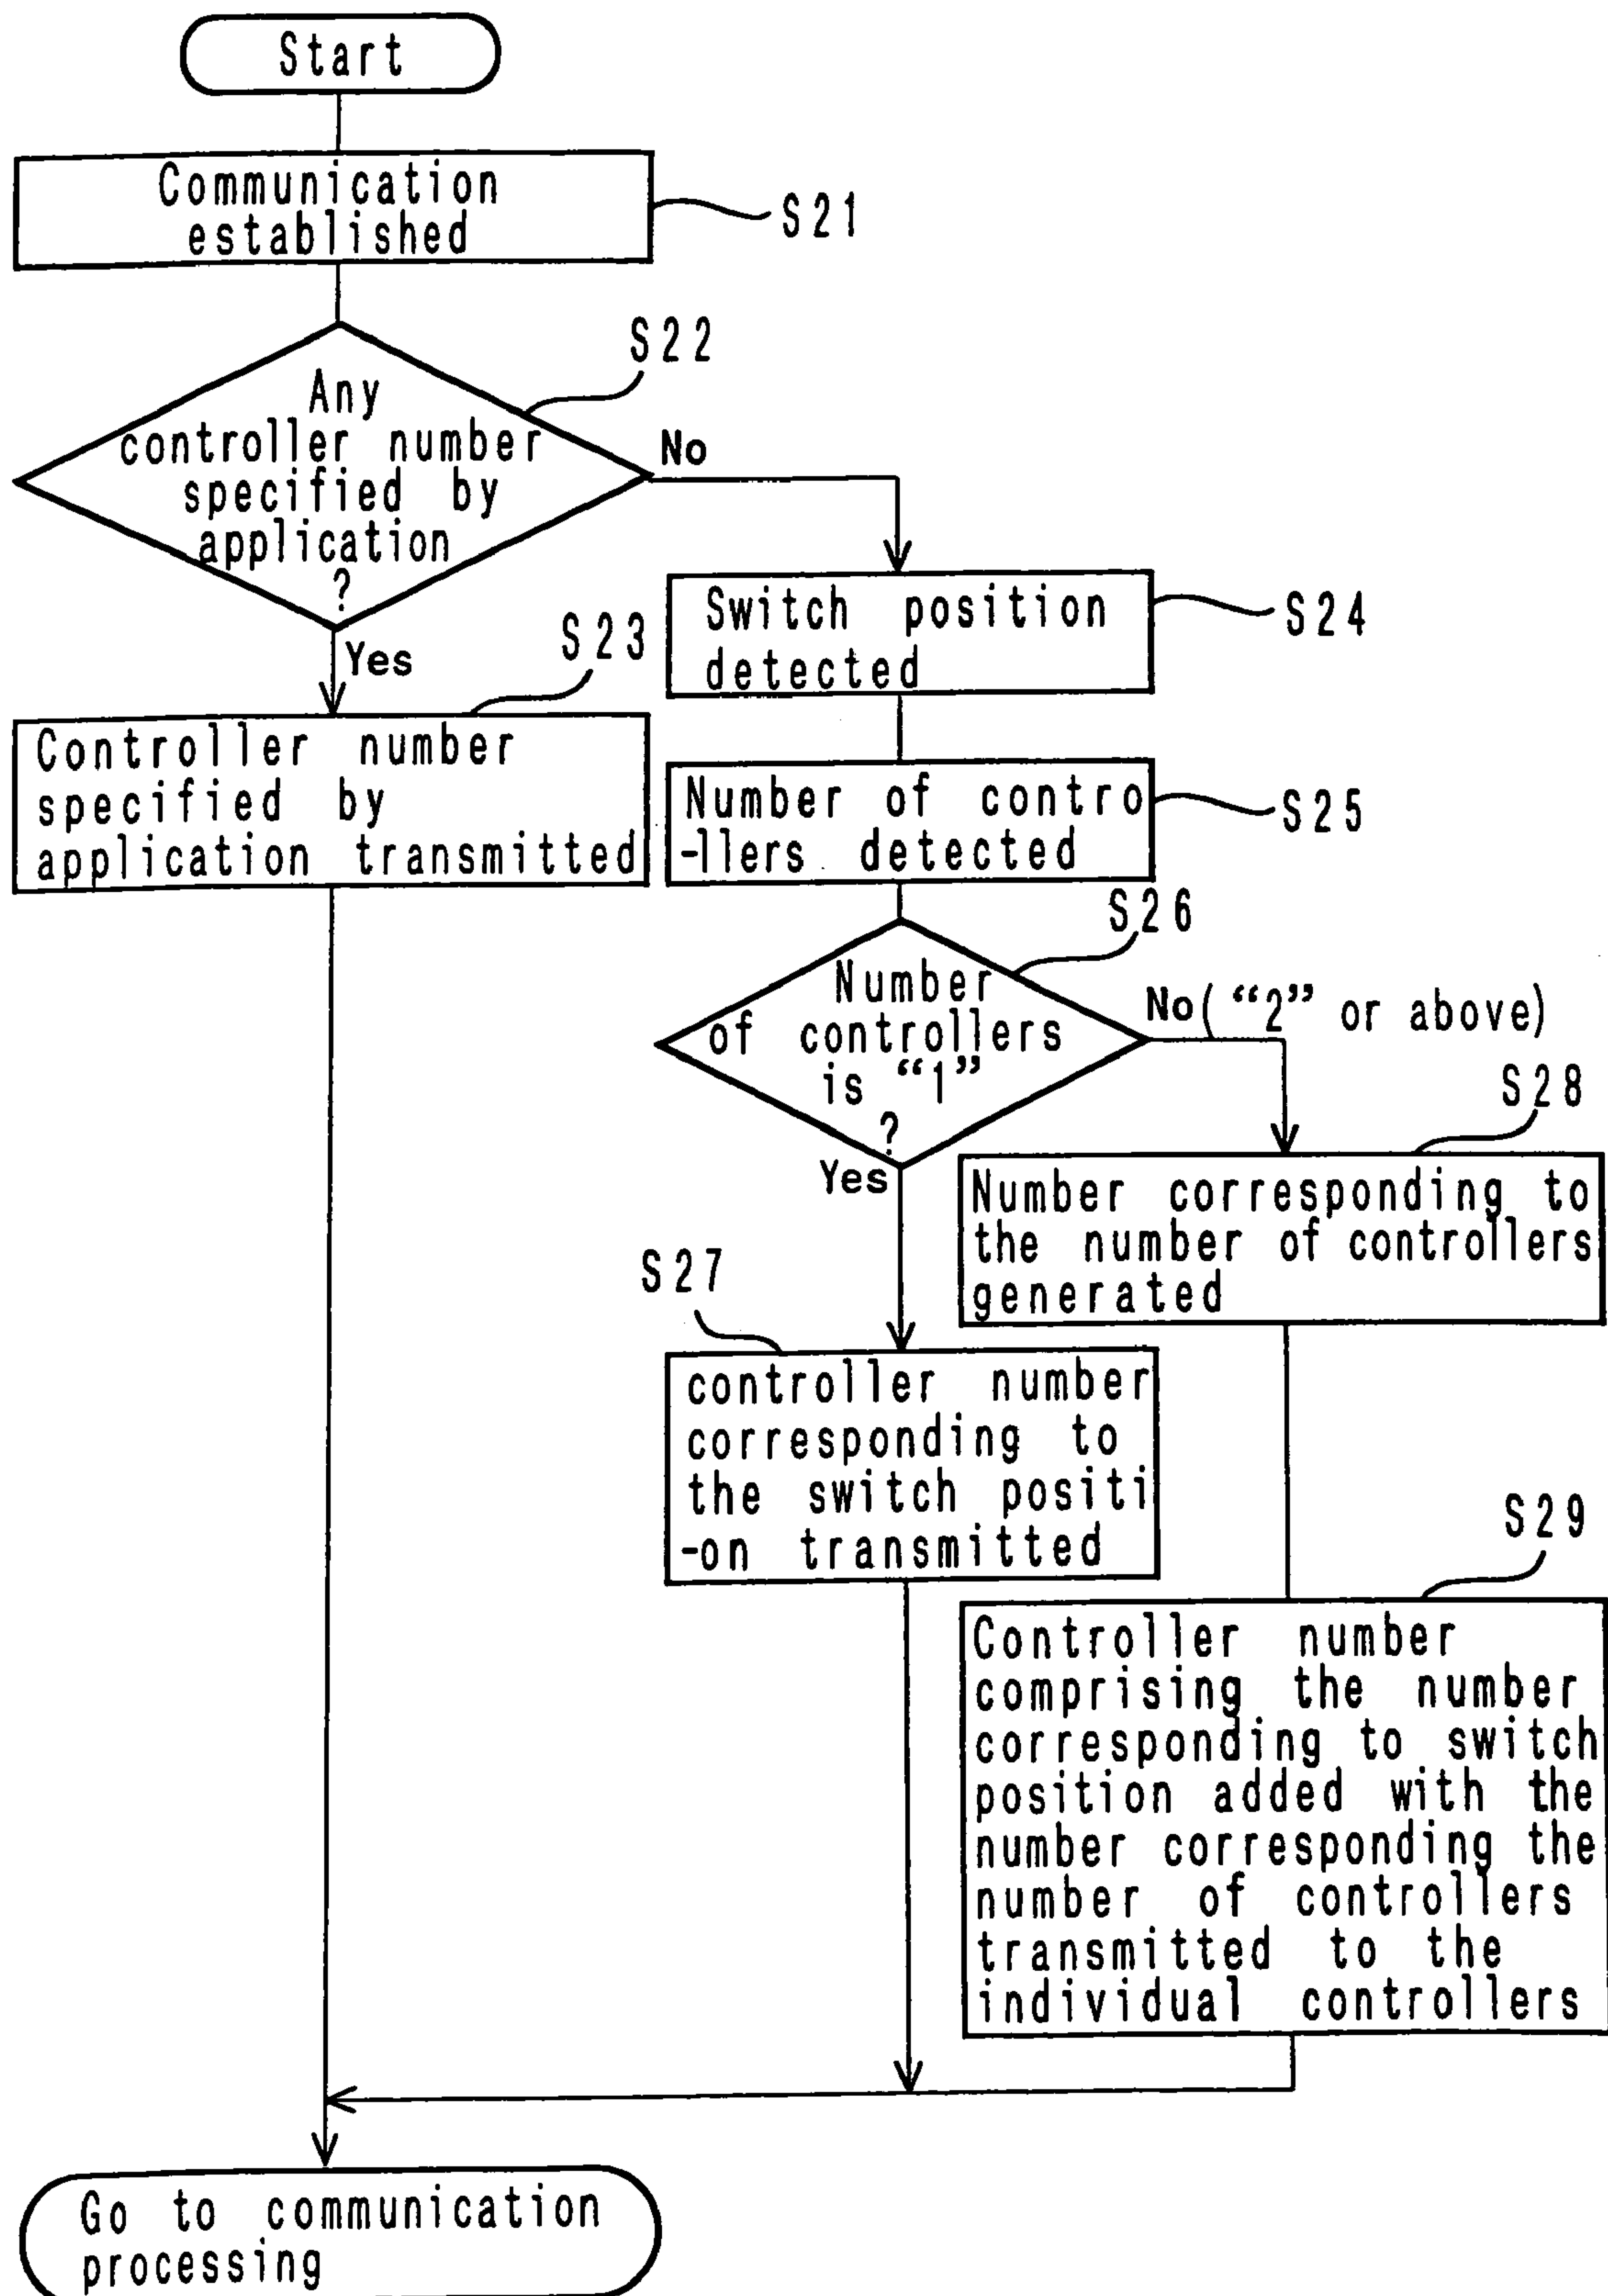 Start
Communication
established
S21
S22
Any
controller number
specified by
application
?
No
Yes
S23
Controller number
specified by
application transmitted
Switch position
detected
S24
Number of contro
-llers detected
S25
S26
Number
of controllers
is “1”
?
No( “2” or above)
Yes
S28
Number corresponding to
the number of controllers
generated
S27
controller number
corresponding to
the switch positi
-on transmitted
S29
Controller number
comprising the number
corresponding to switch
position added with the
number corresponding the
number of controllers
transmitted to the
individual controllers
Go to communication
processing